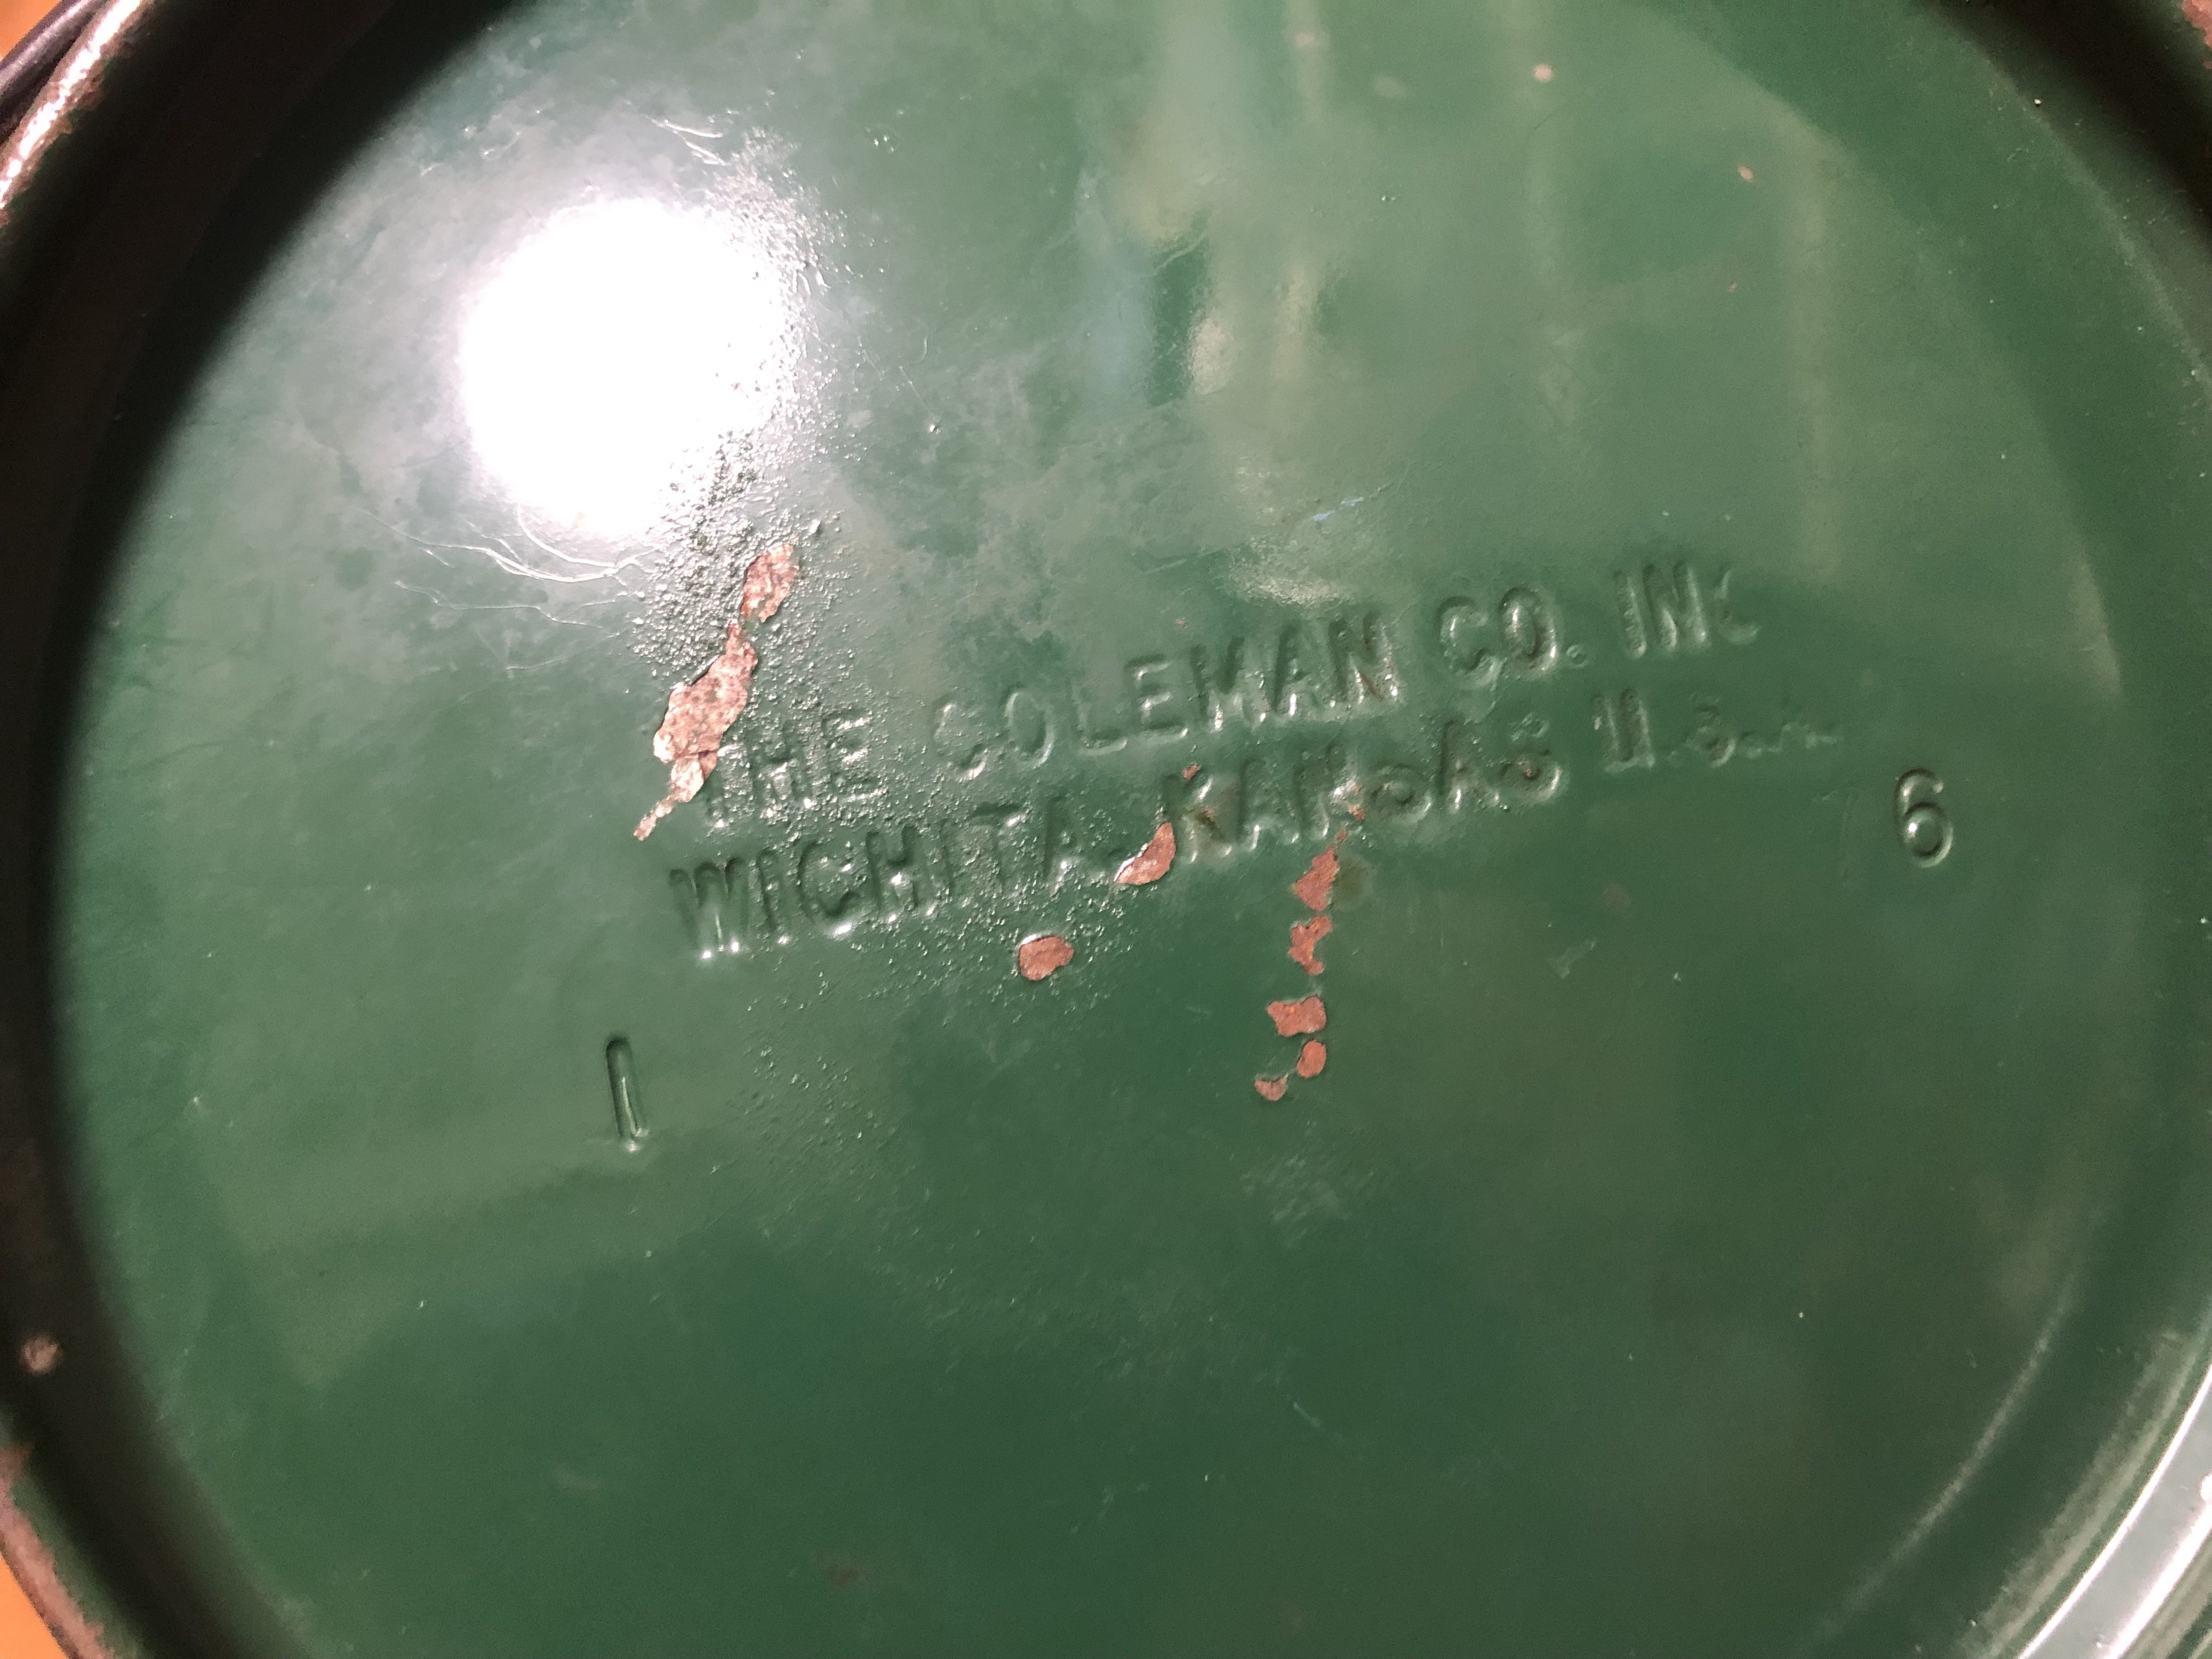 THE COLEMAN CO. INC
WICHITA, KANSAS U.S.A.
1 6